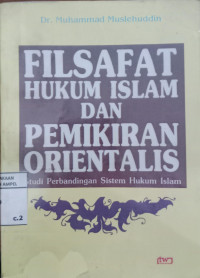 Dr. Muhammad Muslehuddin
FILSAFAT
HUKUM ISLAM
DAN
PEMIKIRAN
ORIENTALIS
Studi Perbandingan Sistem Hukum Islam
c.2